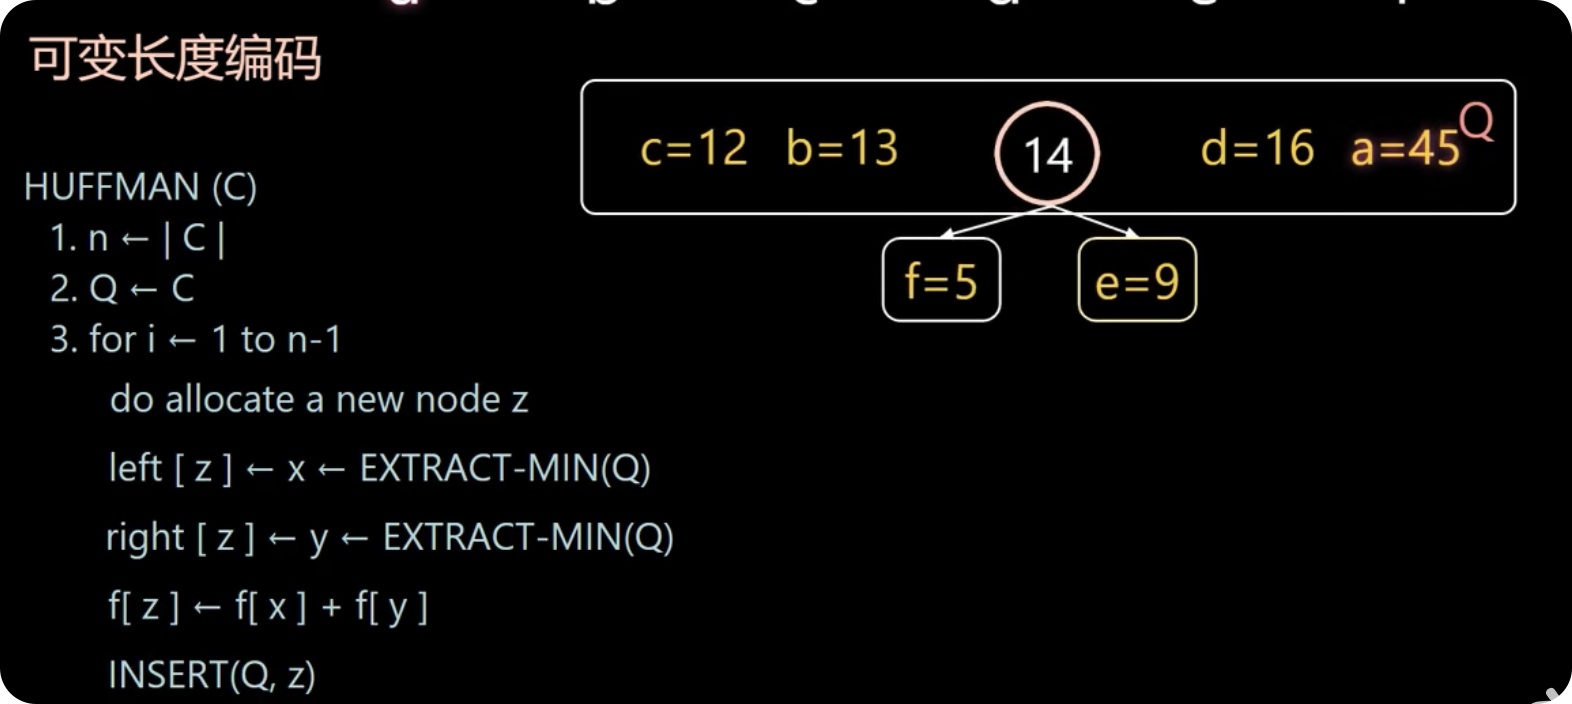 可变长度编码
Q
c=12 b=13 14 d=16 a=45
f=5 e=9
HUFFMAN (C)
1. n ← | C |
2. Q ← C
3. for i ← 1 to n-1
do allocate a new node z
left [ z ] ← x ← EXTRACT-MIN(Q)
right [ z ] ← y ← EXTRACT-MIN(Q)
f[ z ] ← f[ x ] + f[ y ]
INSERT(Q, z)